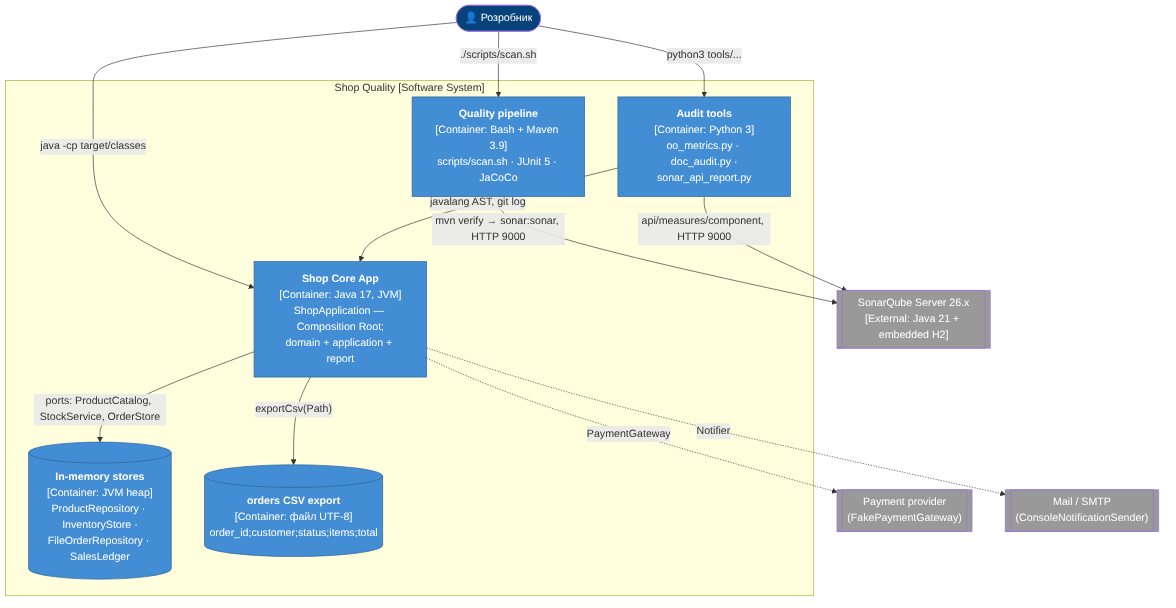 👤 Розробник
./scripts/scan.sh
python3 tools/...
Shop Quality [Software System]
Quality pipeline
[Container: Bash + Maven
3.9]
scripts/scan.sh · JUnit 5 ·
JaCoCo
Audit tools
[Container: Python 3]
oo_metrics.py ·
doc_audit.py ·
sonar_api_report.py
java -cp target/classes
javalang AST, git log
mvn verify → sonar:sonar,
HTTP 9000
api/measures/component,
HTTP 9000
Shop Core App
[Container: Java 17, JVM]
ShopApplication —
Composition Root;
domain + application +
report
SonarQube Server 26.x
[External: Java 21 +
embedded H2]
ports: ProductCatalog,
StockService, OrderStore
exportCsv(Path)
PaymentGateway
Notifier
In-memory stores
[Container: JVM heap]
ProductRepository ·
InventoryStore ·
FileOrderRepository ·
SalesLedger
orders CSV export
[Container: файл UTF-8]
order_id;customer;status;items;total
Payment provider
(FakePaymentGateway)
Mail / SMTP
(ConsoleNotificationSender)